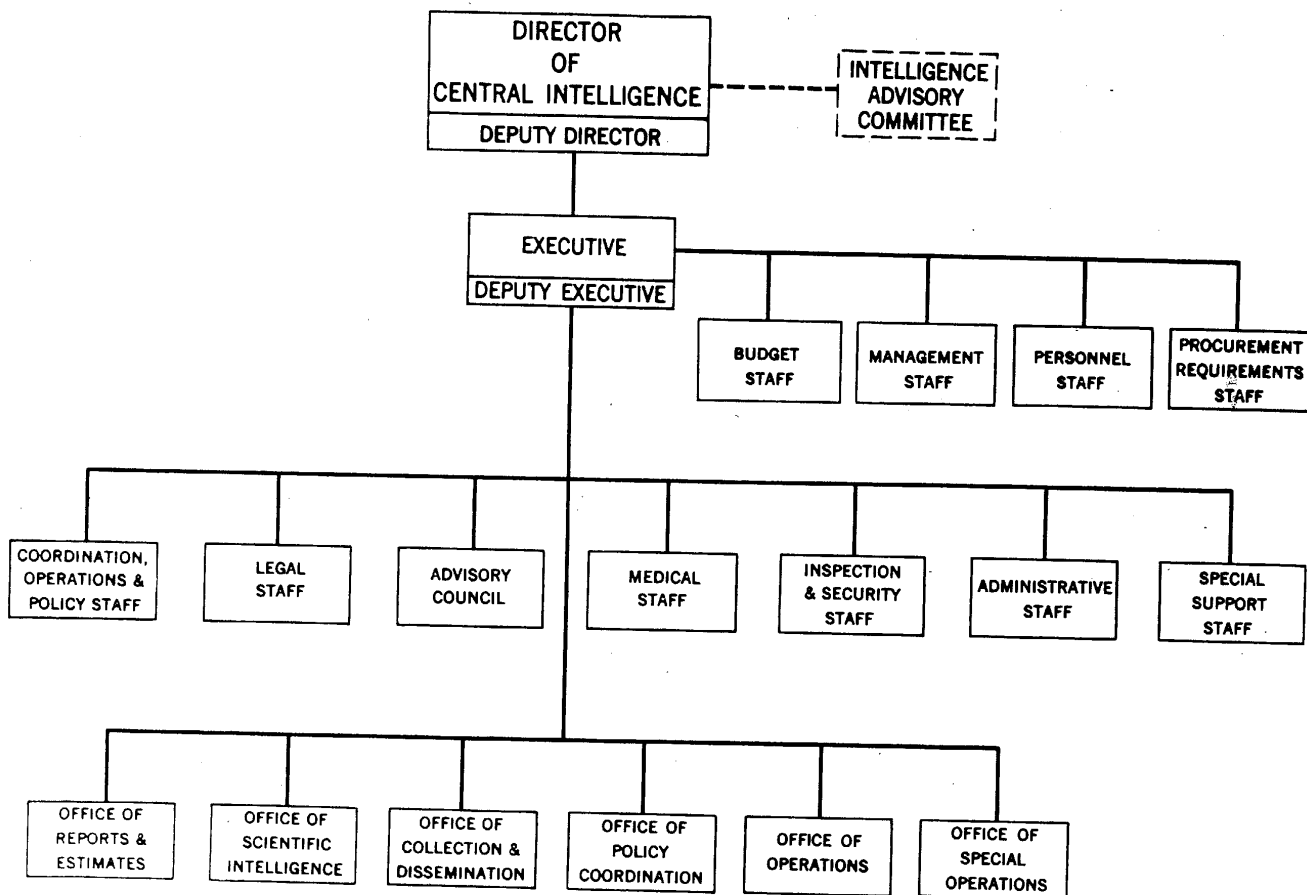 DIRECTOR
OF
CENTRAL INTELLIGENCE
DEPUTY DIRECTOR
INTELLIGENCE
ADVISORY
COMMITTEE
EXECUTIVE
DEPUTY EXECUTIVE
BUDGET
STAFF
MANAGEMENT
STAFF
PERSONNEL
STAFF
PROCUREMENT
REQUIREMENTS
STAFF
COORDINATION,
OPERATIONS &
POLICY STAFF
LEGAL
STAFF
ADVISORY
COUNCIL
MEDICAL
STAFF
INSPECTION
& SECURITY
STAFF
ADMINISTRATIVE
STAFF
SPECIAL
SUPPORT
STAFF
OFFICE OF
REPORTS &
ESTIMATES
OFFICE OF
SCIENTIFIC
INTELLIGENCE
OFFICE OF
COLLECTION &
DISSEMINATION
OFFICE OF
POLICY
COORDINATION
OFFICE
OF
OPERATIONS
OFFICE OF
SPECIAL
OPERATIONS